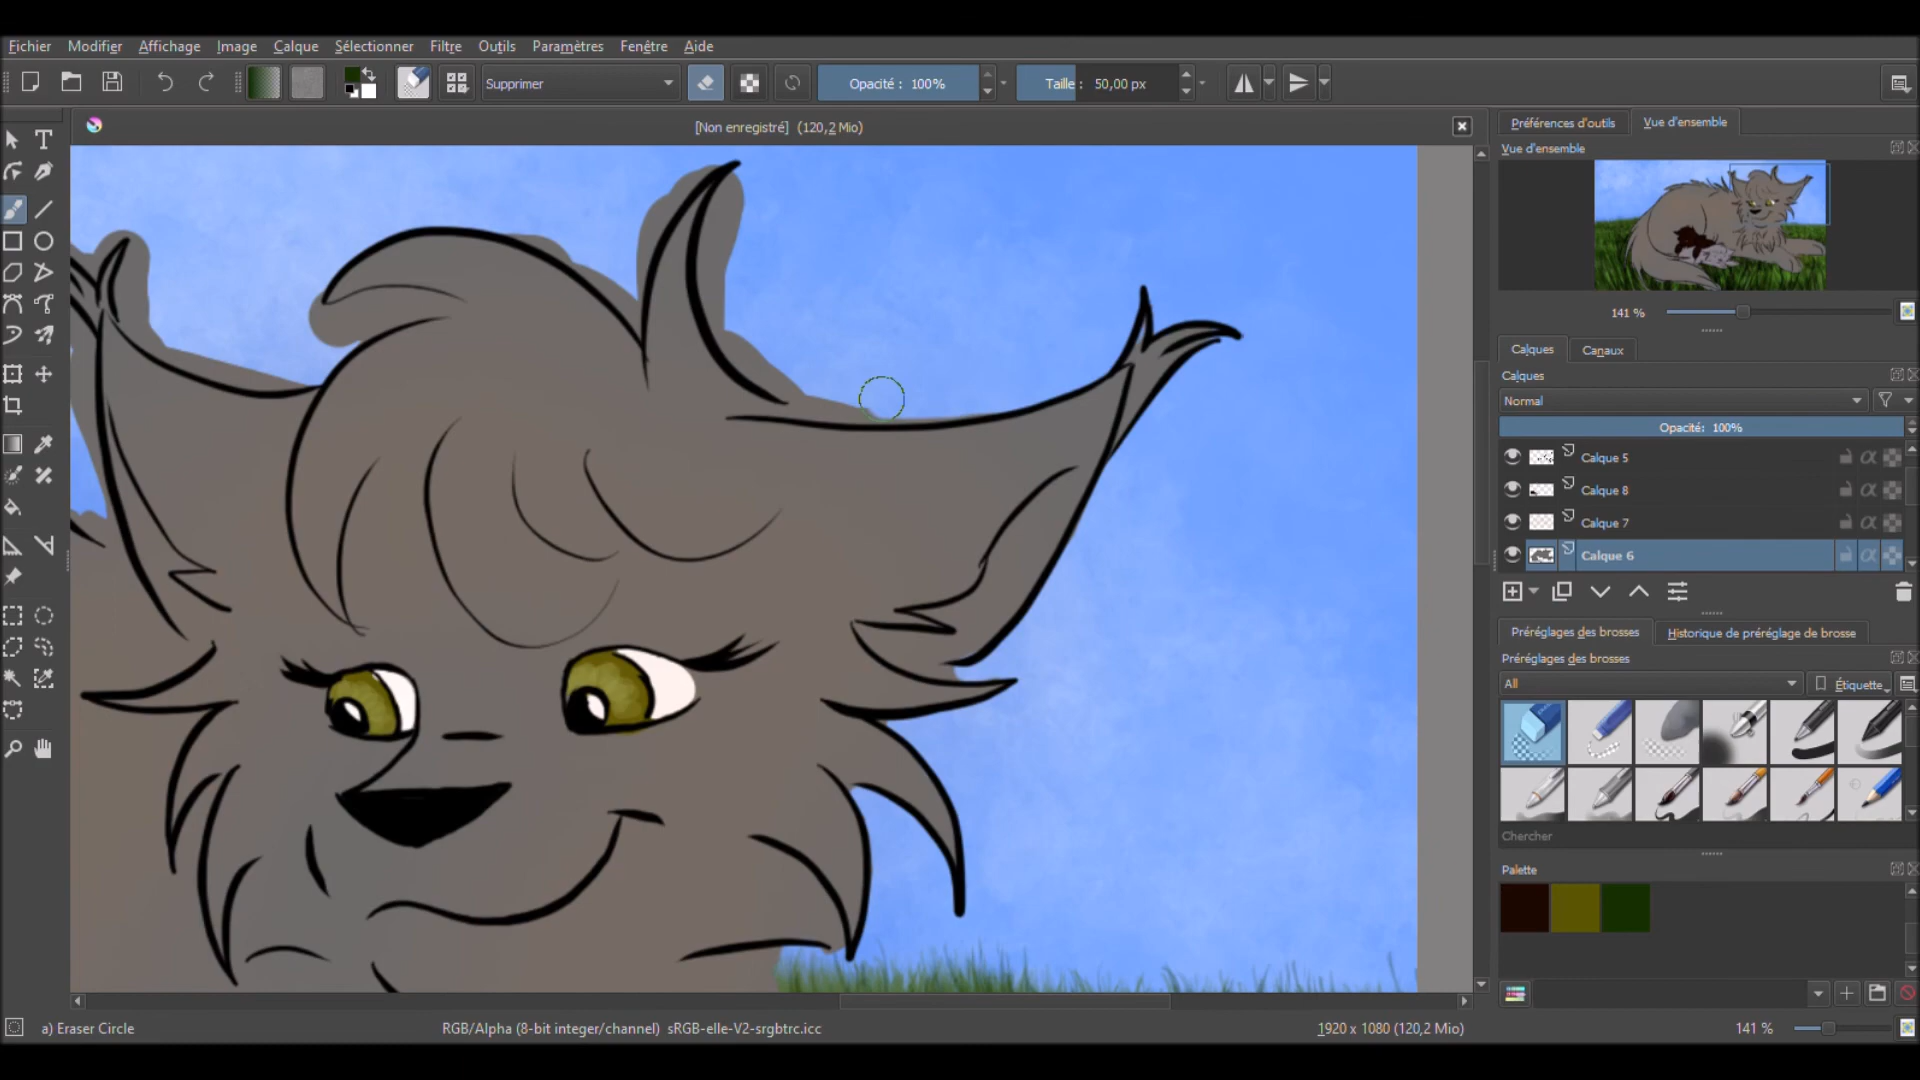 Fichier Modifier Affichage Image Calque Sélectionner Filtre Outils Paramètres Fenêtre Aide
Supprimer
Opacité : 100%
Taille : 50,00 px
[Non enregistré] (120,2 Mio)
Préférences d'outils
Vue d'ensemble
Vue d'ensemble
141 %
Calques
Canaux
Calques
Normal
Opacité: 100%
Calque 5
Calque 8
Calque 7
Calque 6
Préréglages des brosses
Historique de préréglage de brosse
Préréglages des brosses
All
Étiquette
Chercher
Palette
a) Eraser Circle
RGB/Alpha (8-bit integer/channel) sRGB-elle-V2-srgbtrc.icc
1920 x 1080 (120,2 Mio)
141 %